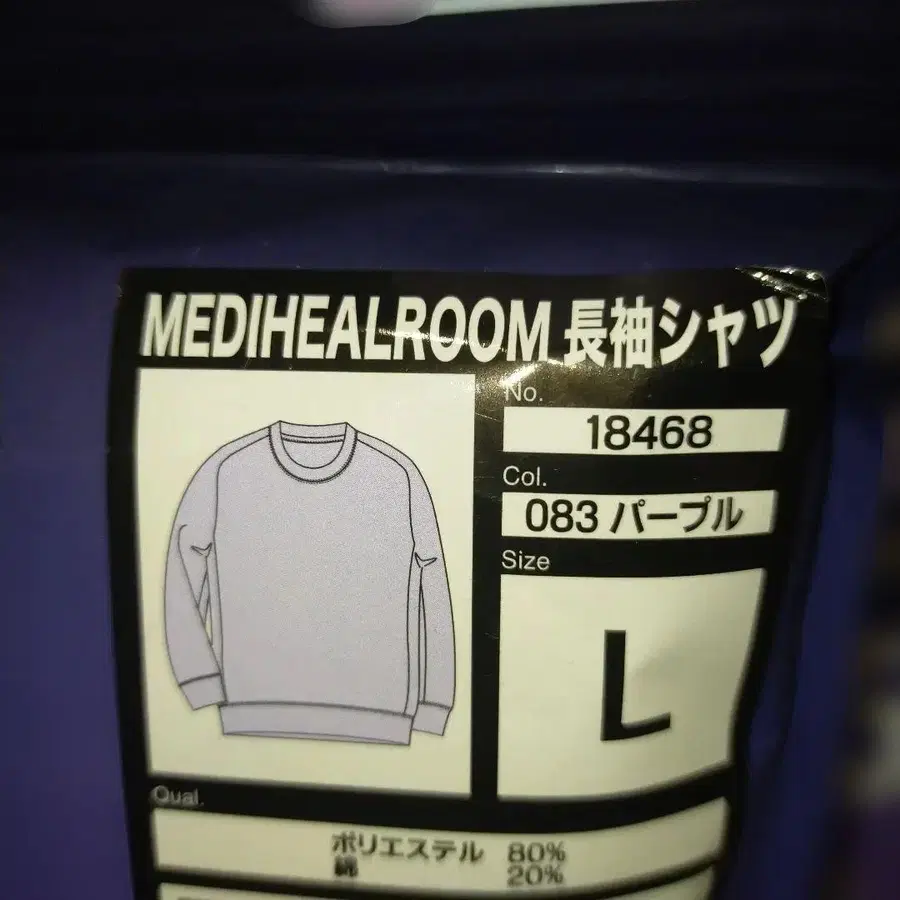 MEDIHEALROOM 長袖シャツ
No.
18468
Col.
083 パープル
Size
L
Qual.
ポリエステル 80%
綿 20%